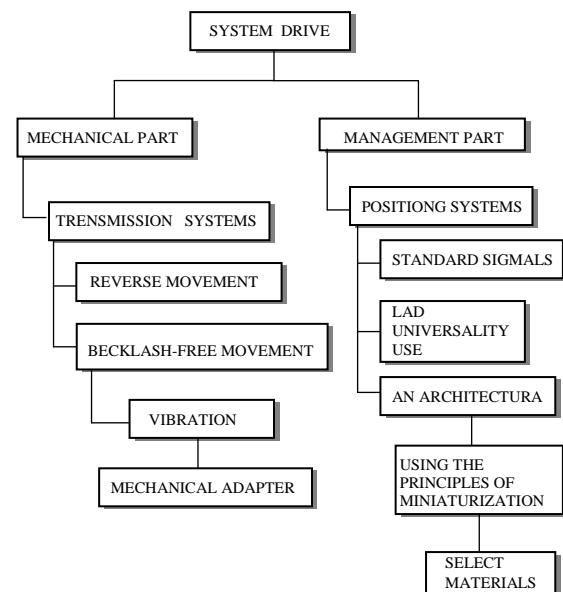 SYSTEM DRIVE
MECHANICAL PART
MANAGEMENT PART
TRENSMISSION SYSTEMS
POSITIONG SYSTEMS
REVERSE MOVEMENT
STANDARD SIGMALS
BECKLASH-FREE MOVEMENT
LAD
UNIVERSALITY
USE
VIBRATION
AN ARCHITECTURA
MECHANICAL ADAPTER
USING THE
PRINCIPLES OF
MINIATURIZATION
SELECT
MATERIALS